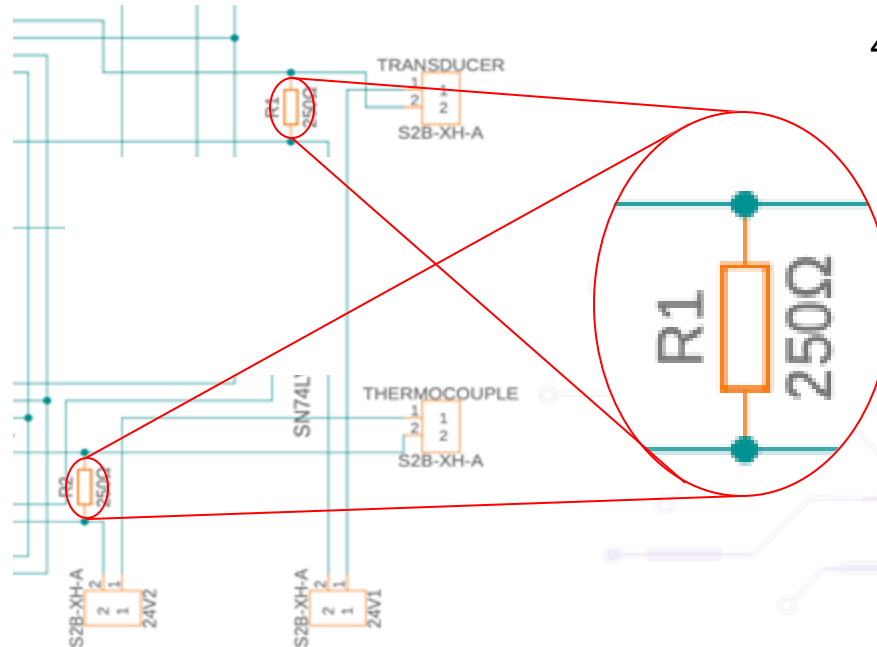 TRANSDUCER
1
2
1
2
S2B-XH-A
R1
250Ω
R1
250Ω
SN74L
THERMOCOUPLE
1
2
1
2
S2B-XH-A
R2
250Ω
S2B-XH-A
2
1
2
1
24V2
S2B-XH-A
2
1
2
1
24V1